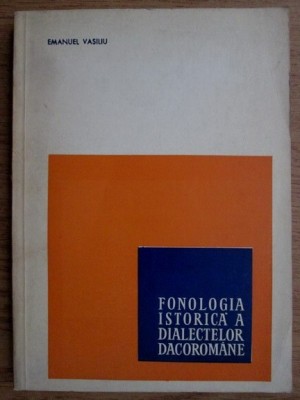 EMANUEL VASILIU
FONOLOGIA
ISTORICĂ A
DIALECTELOR
DACOROMÂNE